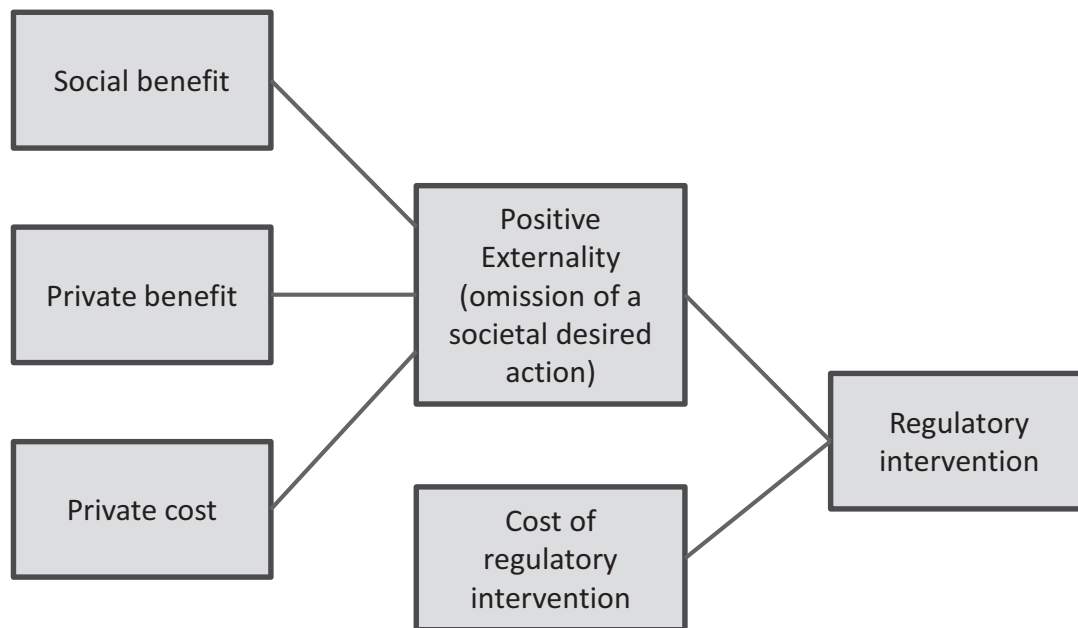 Social benefit
Private benefit
Private cost
Positive
Externality
(omission of a
societal desired
action)
Cost of
regulatory
intervention
Regulatory
intervention